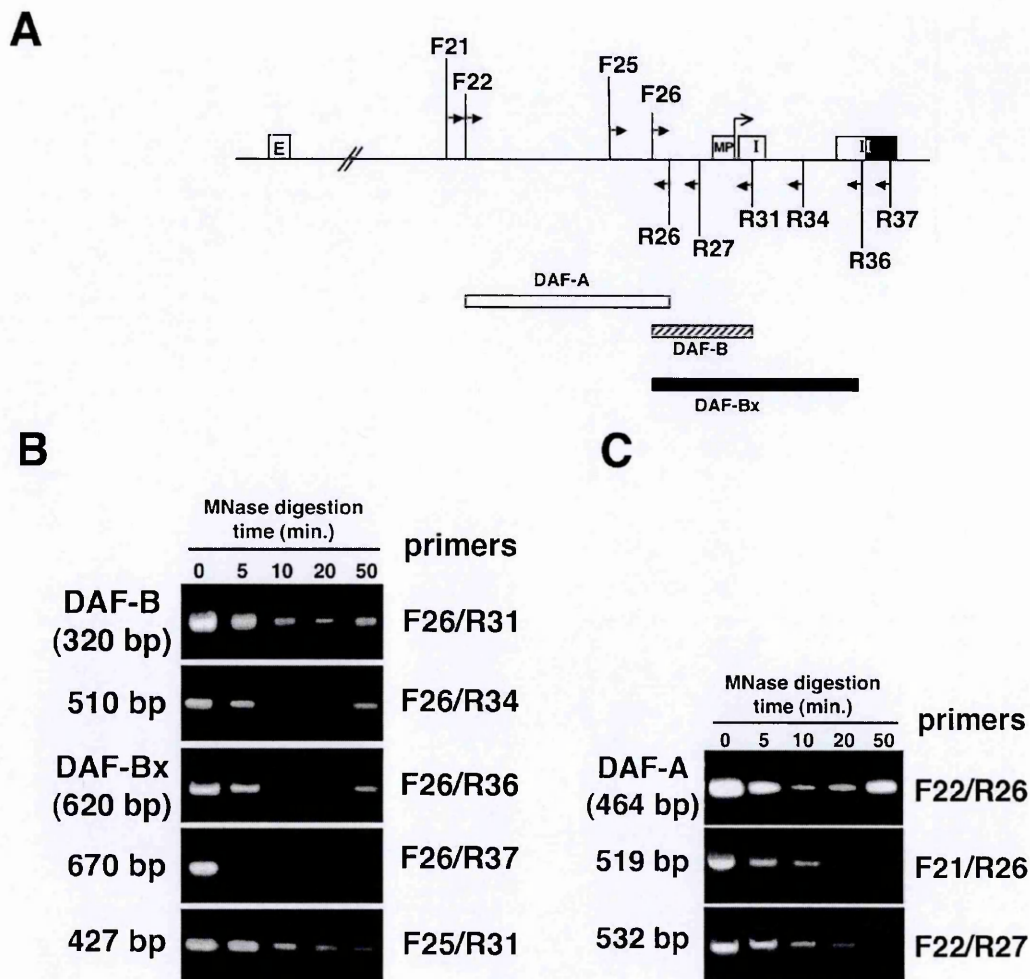 A
F21
F22
F25
F26
E
MP
I
II
R26
R27
R31
R34
R36
R37
DAF-A
DAF-B
DAF-Bx
B
MNase digestion
time (min.)
primers
0 5 10 20 50
DAF-B
(320 bp)
F26/R31
510 bp
F26/R34
DAF-Bx
(620 bp)
F26/R36
670 bp
F26/R37
427 bp
F25/R31
C
MNase digestion
time (min.)
primers
0 5 10 20 50
DAF-A
(464 bp)
F22/R26
519 bp
F21/R26
532 bp
F22/R27